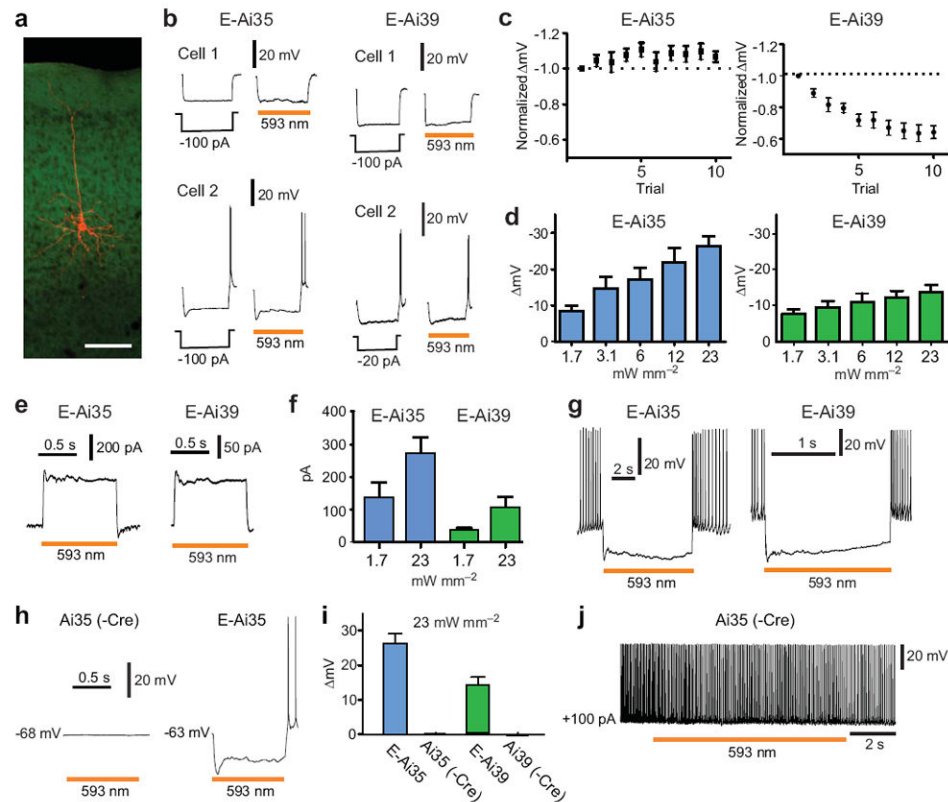 a
b
E-Ai35
E-Ai39
Cell 1
20 mV
Cell 1
20 mV
593 nm
-100 pA
593 nm
-100 pA
Cell 2
20 mV
Cell 2
20 mV
593 nm
-100 pA
593 nm
-20 pA
c
E-Ai35
E-Ai39
Normalized ΔmV
-1.2
-1.0
-0.8
-0.6
5
10
Trial
Normalized ΔmV
-1.2
-1.0
-0.8
-0.6
5
10
Trial
d
E-Ai35
E-Ai39
ΔmV
-30
-20
-10
0
1.7 3.1 6 12 23
ΔmV
-30
-20
-10
0
1.7 3.1 6 12 23
mW mm−2
e
E-Ai35
E-Ai39
0.5 s
200 pA
0.5 s
50 pA
593 nm
593 nm
f
E-Ai35 E-Ai39
pA
400
300
200
100
0
1.7 23 1.7 23
mW mm−2
g
E-Ai35
E-Ai39
2 s
20 mV
1 s
20 mV
593 nm
593 nm
h
Ai35 (-Cre)
E-Ai35
0.5 s
20 mV
-68 mV
-63 mV
593 nm
593 nm
i
23 mW mm−2
ΔmV
30
20
10
0
E-Ai35
Ai35 (-Cre)
E-Ai39
Ai39 (-Cre)
j
Ai35 (-Cre)
20 mV
+100 pA
593 nm
2 s